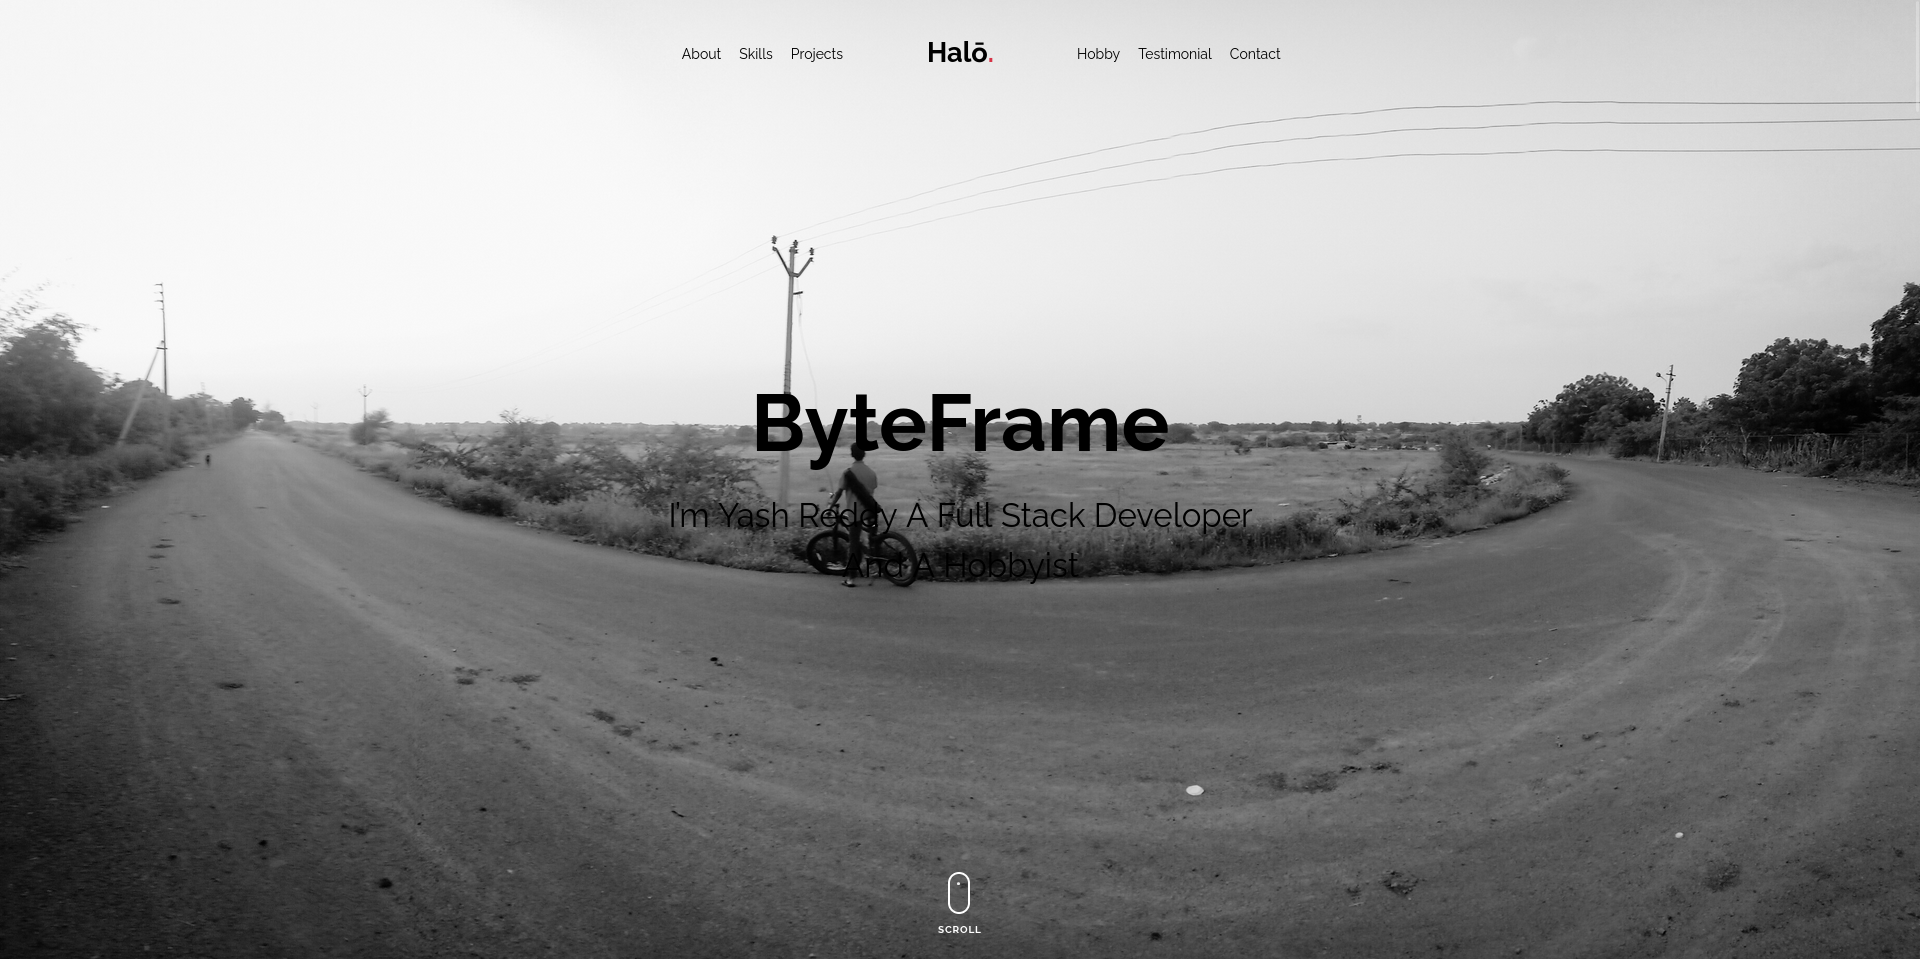 About Skills Projects Halō. Hobby Testimonial Contact
ByteFrame
I'm Yash Reddy A Full Stack Developer
And A Hobbyist
SCROLL